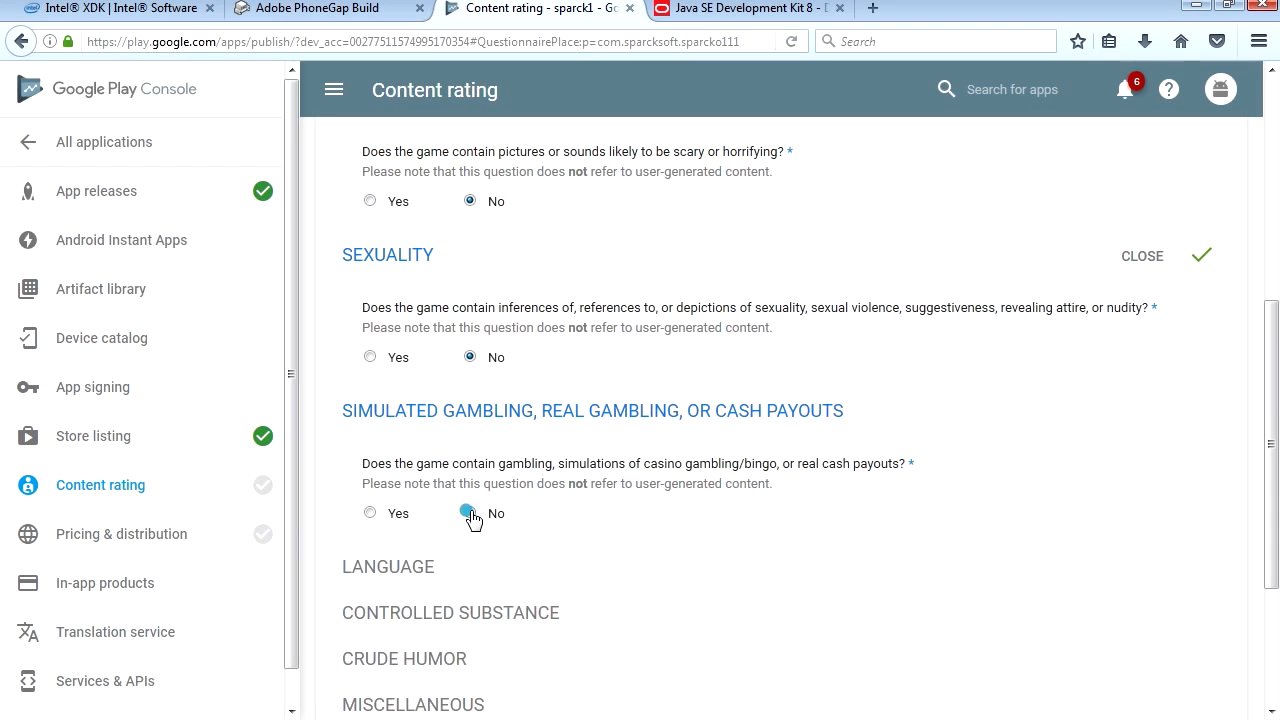 Intel® XDK | Intel® Software
Adobe PhoneGap Build
Content rating - sparck1 - Go
Java SE Development Kit 8 - D
https://play.google.com/apps/publish/?dev_acc=00277511574995170354#QuestionnairePlace:p=com.sparcksoft.sparcko111
Search
Google Play Console
Content rating
Search for apps
6
All applications
App releases
Android Instant Apps
Artifact library
Device catalog
App signing
Store listing
Content rating
Pricing & distribution
In-app products
Translation service
Services & APIs
Does the game contain pictures or sounds likely to be scary or horrifying? *
Please note that this question does not refer to user-generated content.
Yes No
SEXUALITY
CLOSE
Does the game contain inferences of, references to, or depictions of sexuality, sexual violence, suggestiveness, revealing attire, or nudity? *
Please note that this question does not refer to user-generated content.
Yes No
SIMULATED GAMBLING, REAL GAMBLING, OR CASH PAYOUTS
Does the game contain gambling, simulations of casino gambling/bingo, or real cash payouts? *
Please note that this question does not refer to user-generated content.
Yes No
LANGUAGE
CONTROLLED SUBSTANCE
CRUDE HUMOR
MISCELLANEOUS